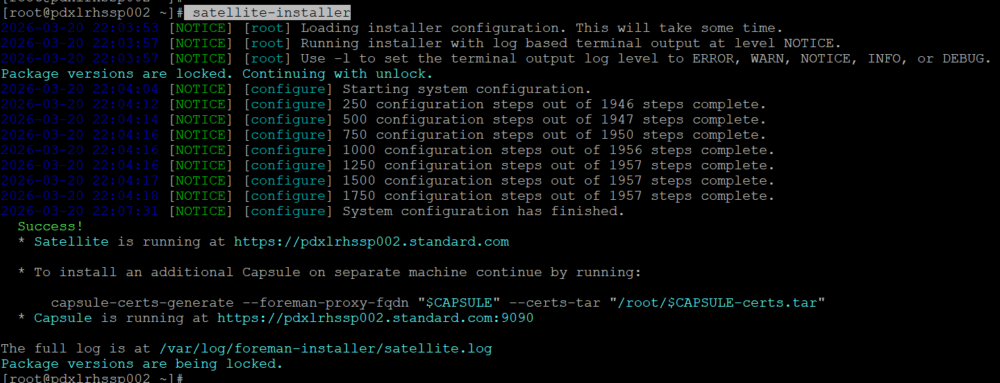 [root@pdxlrhssp002 ~]#
[root@pdxlrhssp002 ~]# satellite-installer
2026-03-20 22:03:53 [NOTICE] [root] Loading installer configuration. This will take some time.
2026-03-20 22:03:57 [NOTICE] [root] Running installer with log based terminal output at level NOTICE.
2026-03-20 22:03:57 [NOTICE] [root] Use -l to set the terminal output log level to ERROR, WARN, NOTICE, INFO, or DEBUG.
Package versions are locked. Continuing with unlock.
2026-03-20 22:04:04 [NOTICE] [configure] Starting system configuration.
2026-03-20 22:04:12 [NOTICE] [configure] 250 configuration steps out of 1946 steps complete.
2026-03-20 22:04:14 [NOTICE] [configure] 500 configuration steps out of 1947 steps complete.
2026-03-20 22:04:16 [NOTICE] [configure] 750 configuration steps out of 1950 steps complete.
2026-03-20 22:04:16 [NOTICE] [configure] 1000 configuration steps out of 1956 steps complete.
2026-03-20 22:04:16 [NOTICE] [configure] 1250 configuration steps out of 1957 steps complete.
2026-03-20 22:04:17 [NOTICE] [configure] 1500 configuration steps out of 1957 steps complete.
2026-03-20 22:04:18 [NOTICE] [configure] 1750 configuration steps out of 1957 steps complete.
2026-03-20 22:07:31 [NOTICE] [configure] System configuration has finished.
  Success!
  * Satellite is running at https://pdxlrhssp002.standard.com
  * To install an additional Capsule on separate machine continue by running:
      capsule-certs-generate --foreman-proxy-fqdn "$CAPSULE" --certs-tar "/root/$CAPSULE-certs.tar"
  * Capsule is running at https://pdxlrhssp002.standard.com:9090
The full log is at /var/log/foreman-installer/satellite.log
Package versions are being locked.
[root@pdxlrhssp002 ~]#